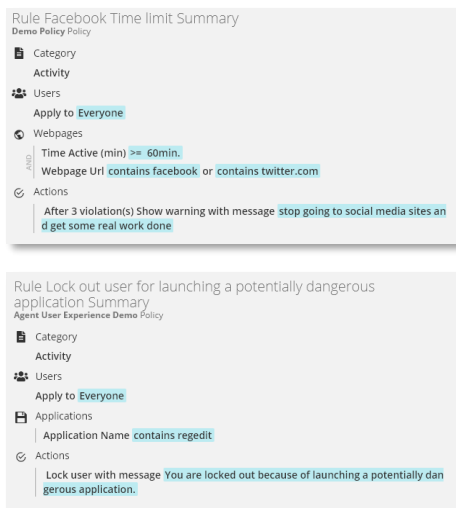 Rule Facebook Time limit Summary
Demo Policy Policy
Category
Activity
Users
Apply to Everyone
Webpages
AND
Time Active (min) >= 60min.
Webpage Url contains facebook or contains twitter.com
Actions
After 3 violation(s) Show warning with message stop going to social media sites an
d get some real work done
Rule Lock out user for launching a potentially dangerous
application Summary
Agent User Experience Demo Policy
Category
Activity
Users
Apply to Everyone
Applications
Application Name contains regedit
Actions
Lock user with message You are locked out because of launching a potentially dan
gerous application.